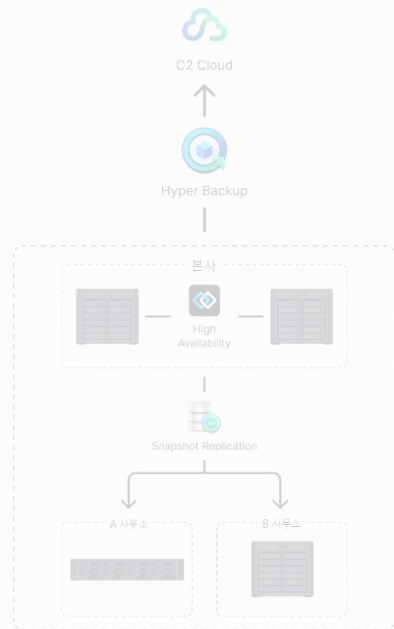 C2 Cloud
Hyper Backup
본사
High
Availability
Snapshot Replication
A 사무소
B 사무소